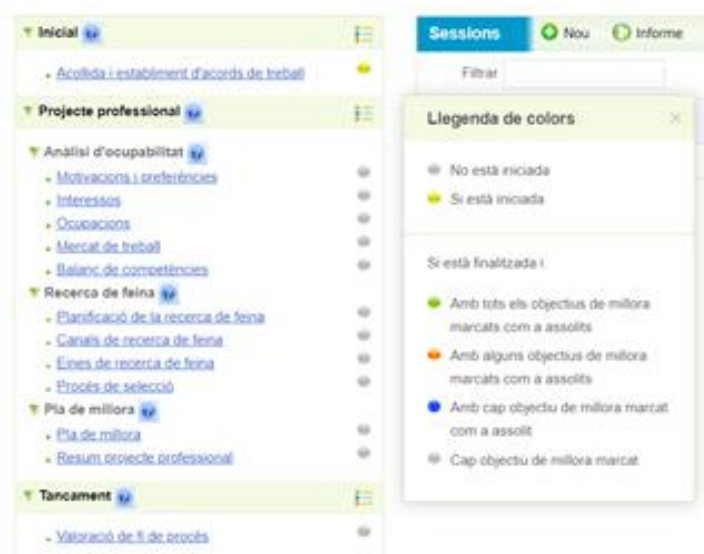 Inicial
Acollida i establiment d'acords de treball
Projecte professional
Anàlisi d'ocupabilitat
Motivacions i preferències
Interessos
Ocupacions
Mercat de treball
Balanç de competències
Recerca de feina
Planificació de la recerca de feina
Canals de recerca de feina
Eines de recerca de feina
Procés de selecció
Pla de millora
Pla de millora
Resum projecte professional
Tancament
Valoració de fi de procés
Sessions Nou Informe
Filtrar
Llegenda de colors ×
No està iniciada
Si està iniciada
Si està finalitzada i:
Amb tots els objectius de millora
marcats com a assolits
Amb alguns objectius de millora
marcats com a assolits
Amb cap objectiu de millora marcat
com a assolit
Cap objectiu de millora marcat